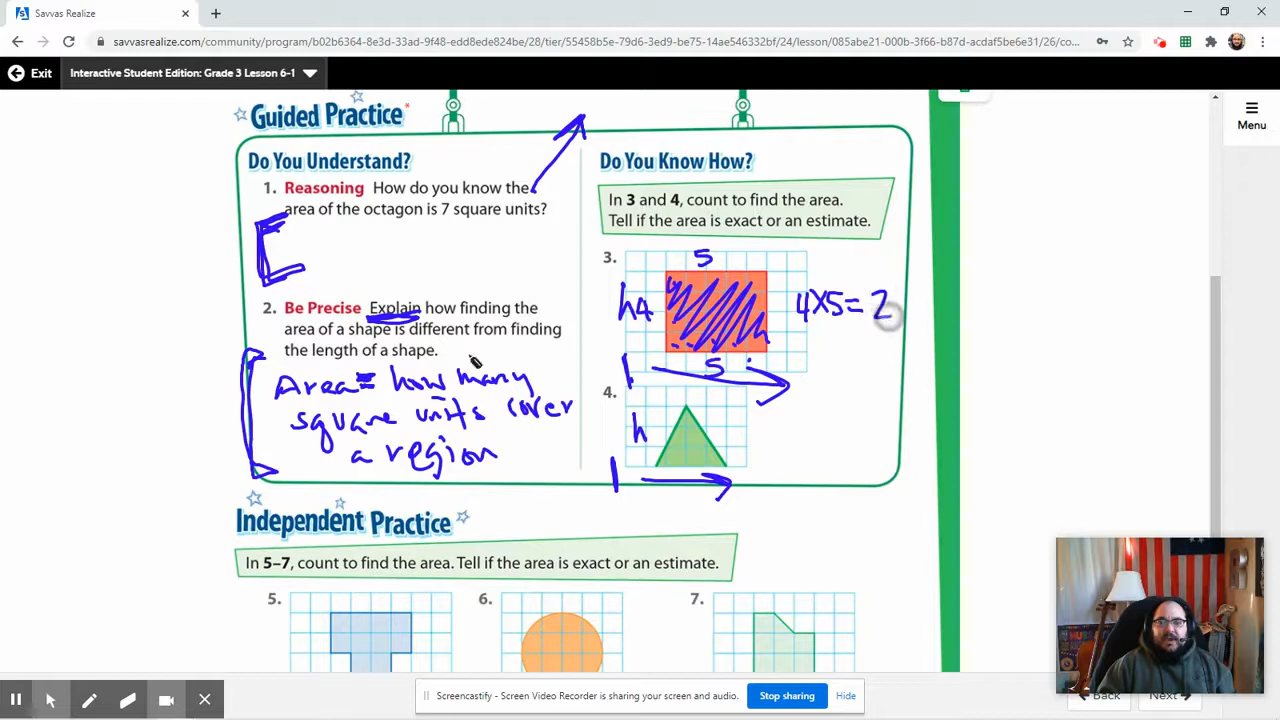 Savvas Realize
savvasrealize.com/community/program/b02b6364-8e3d-33ad-9f48-edd8ede84be/28/tier/55458b5e-79d6-3ed9-be75-14ae546332bf/24/lesson/085abe21-000b-3f66-b87d-acdaf5be6e31/26/co...
Exit
Interactive Student Edition: Grade 3 Lesson 6-1
Menu
Guided Practice*
Do You Understand?
1. Reasoning How do you know the
area of the octagon is 7 square units?
2. Be Precise Explain how finding the
area of a shape is different from finding
the length of a shape.
Area = how many
square units cover
a region
Do You Know How?
In 3 and 4, count to find the area.
Tell if the area is exact or an estimate.
3.
5
h4
4X5=2
5
l
4.
h
l
Independent Practice
In 5–7, count to find the area. Tell if the area is exact or an estimate.
5.
6.
7.
Screencastify - Screen Video Recorder is sharing your screen and audio.
Stop sharing
Hide
Back
Next